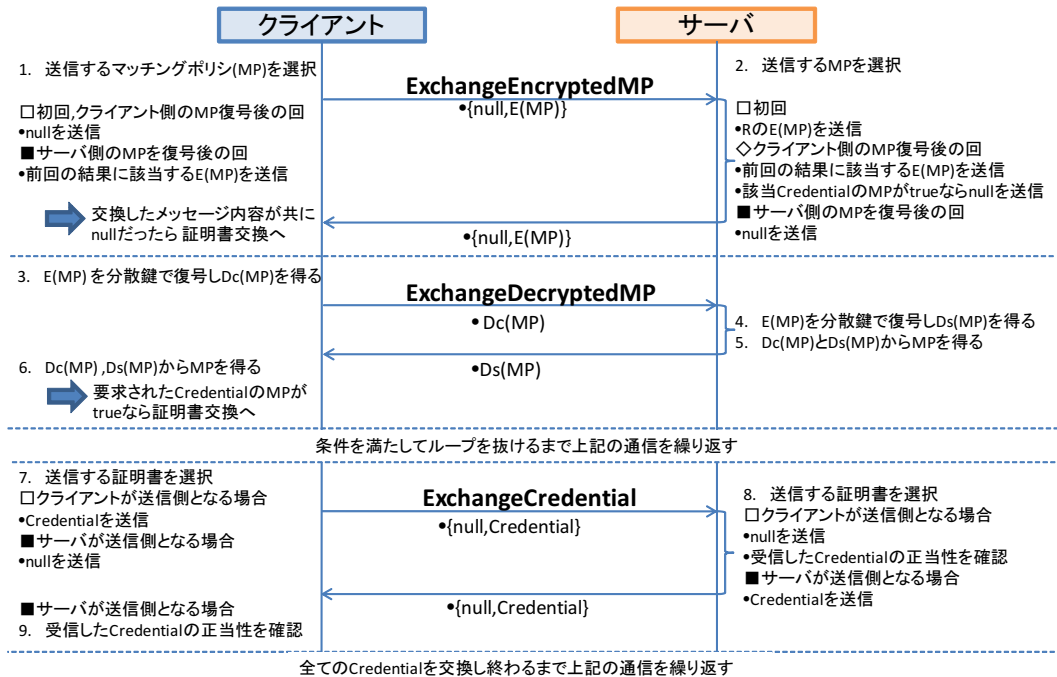 クライアント
サーバ
1. 送信するマッチングポリシ(MP)を選択
□初回,クライアント側のMP復号後の回
•nullを送信
■サーバ側のMPを復号後の回
•前回の結果に該当するE(MP)を送信
交換したメッセージ内容が共に
nullだったら 証明書交換へ
ExchangeEncryptedMP
•{null,E(MP)}
•{null,E(MP)}
2. 送信するMPを選択
□初回
•RのE(MP)を送信
◇クライアント側のMP復号後の回
•前回の結果に該当するE(MP)を送信
•該当CredentialのMPがtrueならnullを送信
■サーバ側のMPを復号後の回
•nullを送信
3. E(MP) を分散鍵で復号しDc(MP)を得る
ExchangeDecryptedMP
• Dc(MP)
•Ds(MP)
4. E(MP)を分散鍵で復号しDs(MP)を得る
5. Dc(MP)とDs(MP)からMPを得る
6. Dc(MP) ,Ds(MP)からMPを得る
要求されたCredentialのMPが
trueなら証明書交換へ
条件を満たしてループを抜けるまで上記の通信を繰り返す
7. 送信する証明書を選択
□クライアントが送信側となる場合
•Credentialを送信
■サーバが送信側となる場合
•nullを送信
ExchangeCredential
•{null,Credential}
•{null,Credential}
8. 送信する証明書を選択
□クライアントが送信側となる場合
•nullを送信
•受信したCredentialの正当性を確認
■サーバが送信側となる場合
•Credentialを送信
■サーバが送信側となる場合
9. 受信したCredentialの正当性を確認
全てのCredentialを交換し終わるまで上記の通信を繰り返す